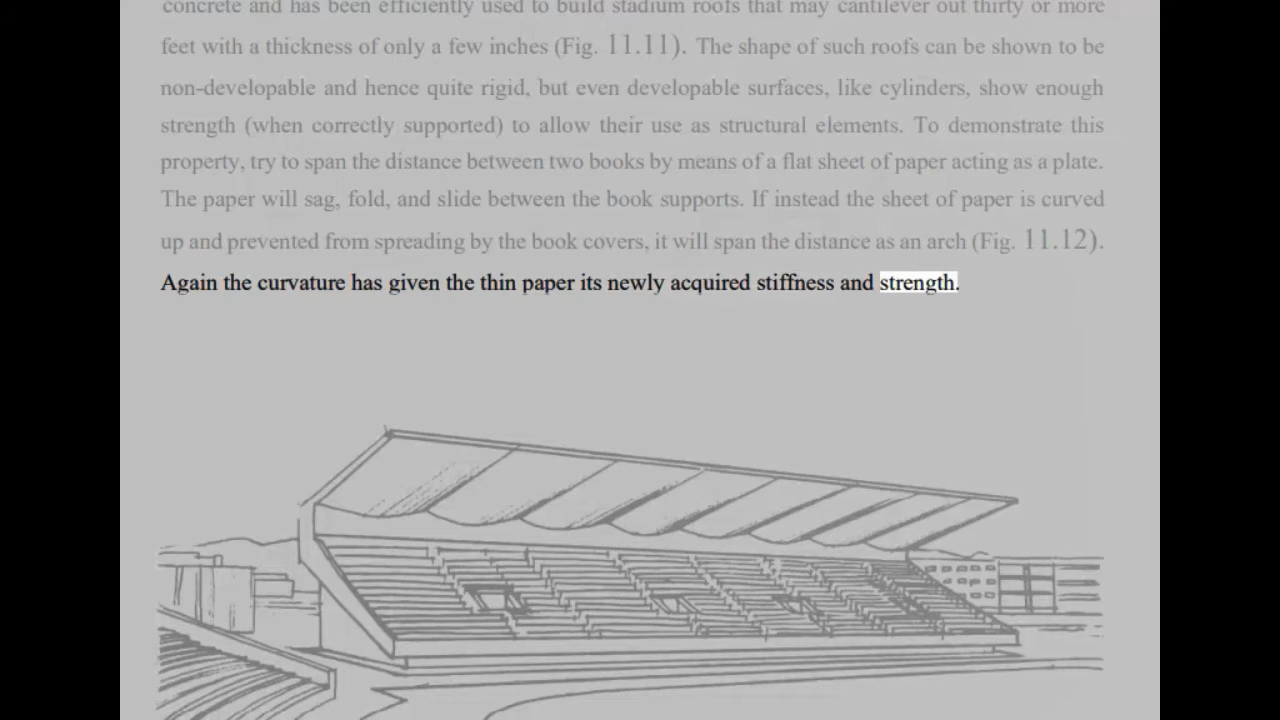 concrete and has been efficiently used to build stadium roofs that may cantilever out thirty or more
feet with a thickness of only a few inches (Fig. 11.11). The shape of such roofs can be shown to be
non-developable and hence quite rigid, but even developable surfaces, like cylinders, show enough
strength (when correctly supported) to allow their use as structural elements. To demonstrate this
property, try to span the distance between two books by means of a flat sheet of paper acting as a plate.
The paper will sag, fold, and slide between the book supports. If instead the sheet of paper is curved
up and prevented from spreading by the book covers, it will span the distance as an arch (Fig. 11.12).
Again the curvature has given the thin paper its newly acquired stiffness and strength.